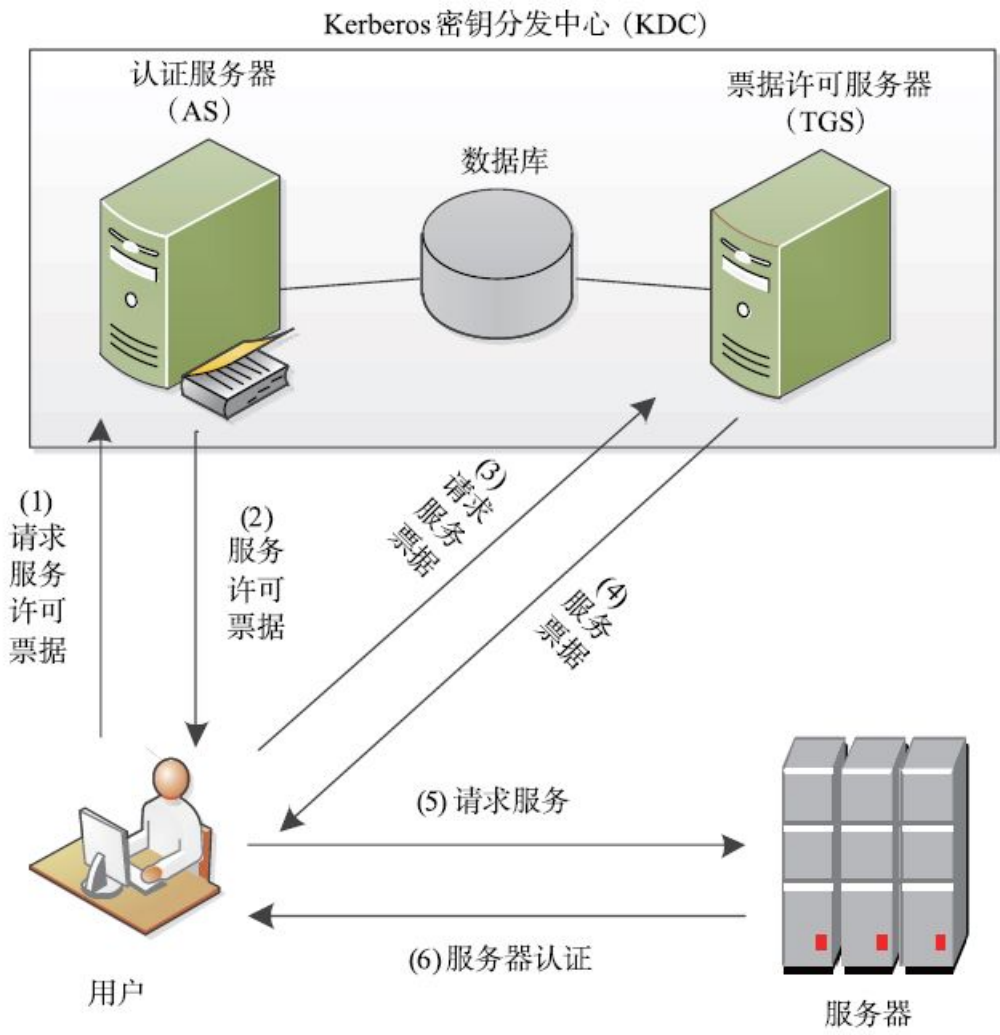 Kerberos密钥分发中心（KDC）
认证服务器
（AS）
票据许可服务器
（TGS）
数据库
(1)
请求
服务
许可
票据
(2)
服务
许可
票据
(3)
请求
服务
票据
(4)
服务
票据
(5) 请求服务
(6) 服务器认证
用户
服务器